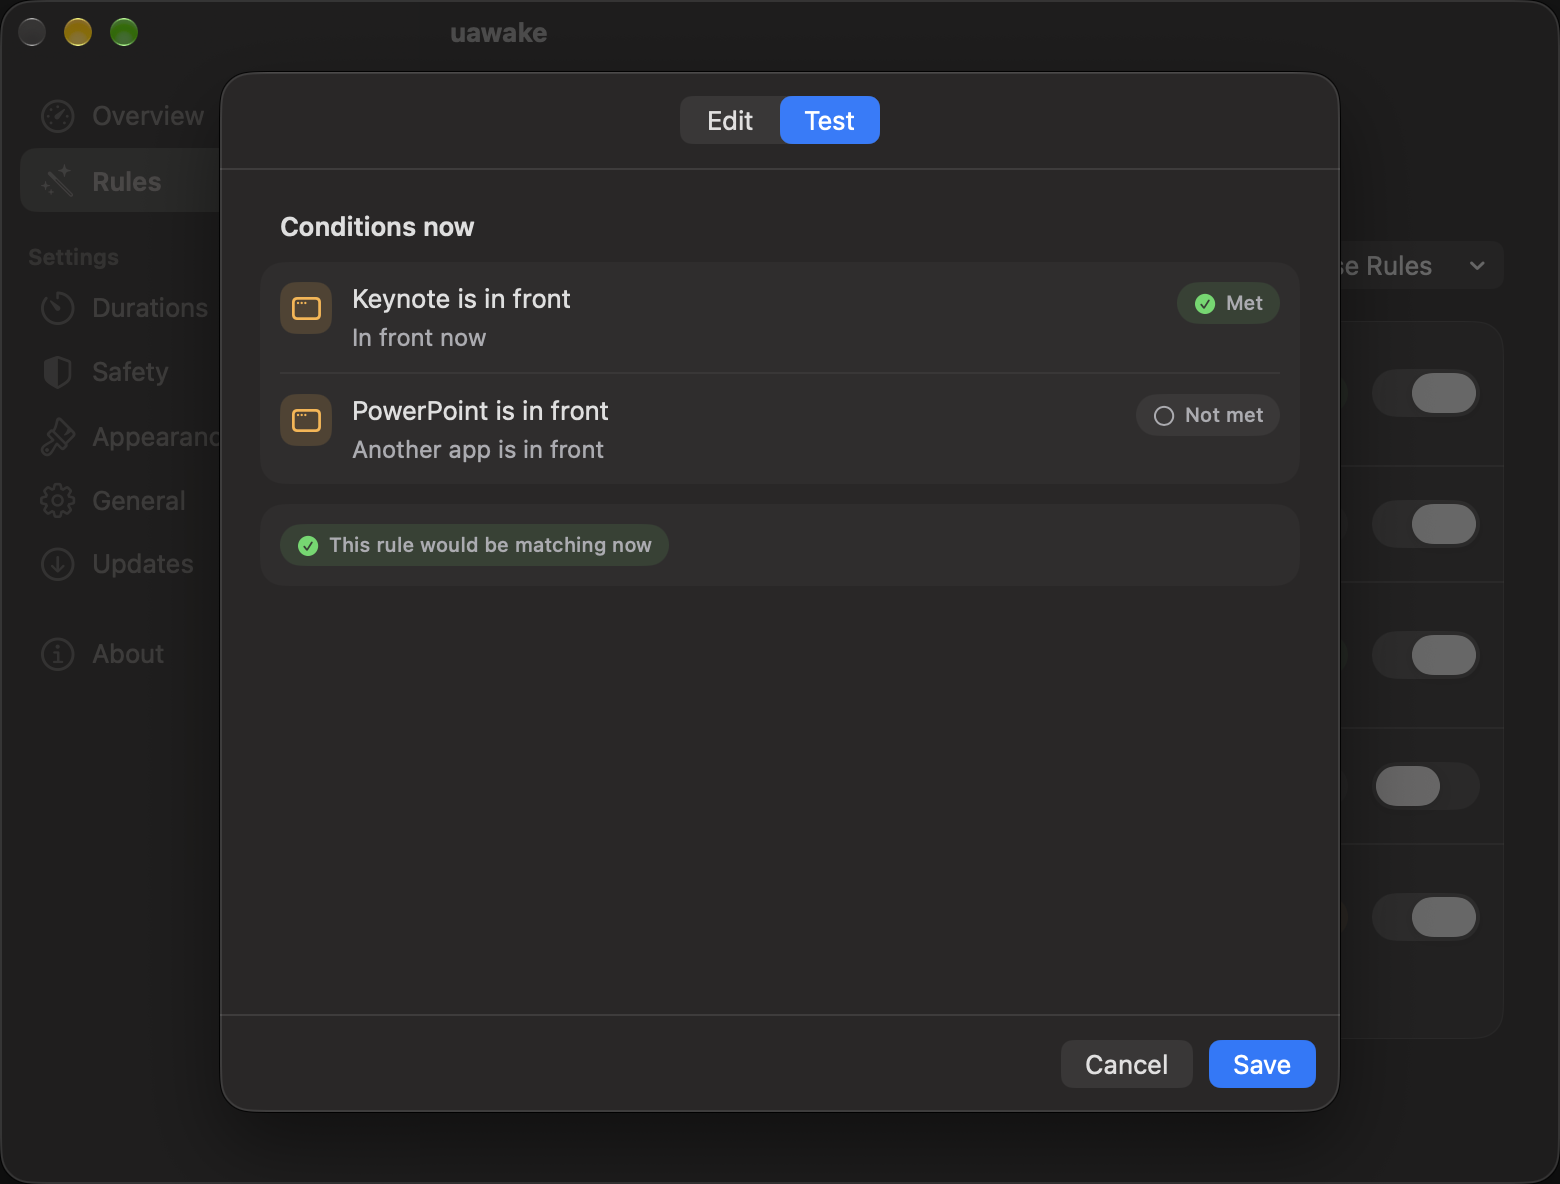 uawake
Overview
Rules
Settings
Durations
Safety
General
Updates
About
Rules
Edit
Test
Conditions now
Keynote is in front
In front now
Met
PowerPoint is in front
Another app is in front
Not met
This rule would be matching now
Cancel
Save